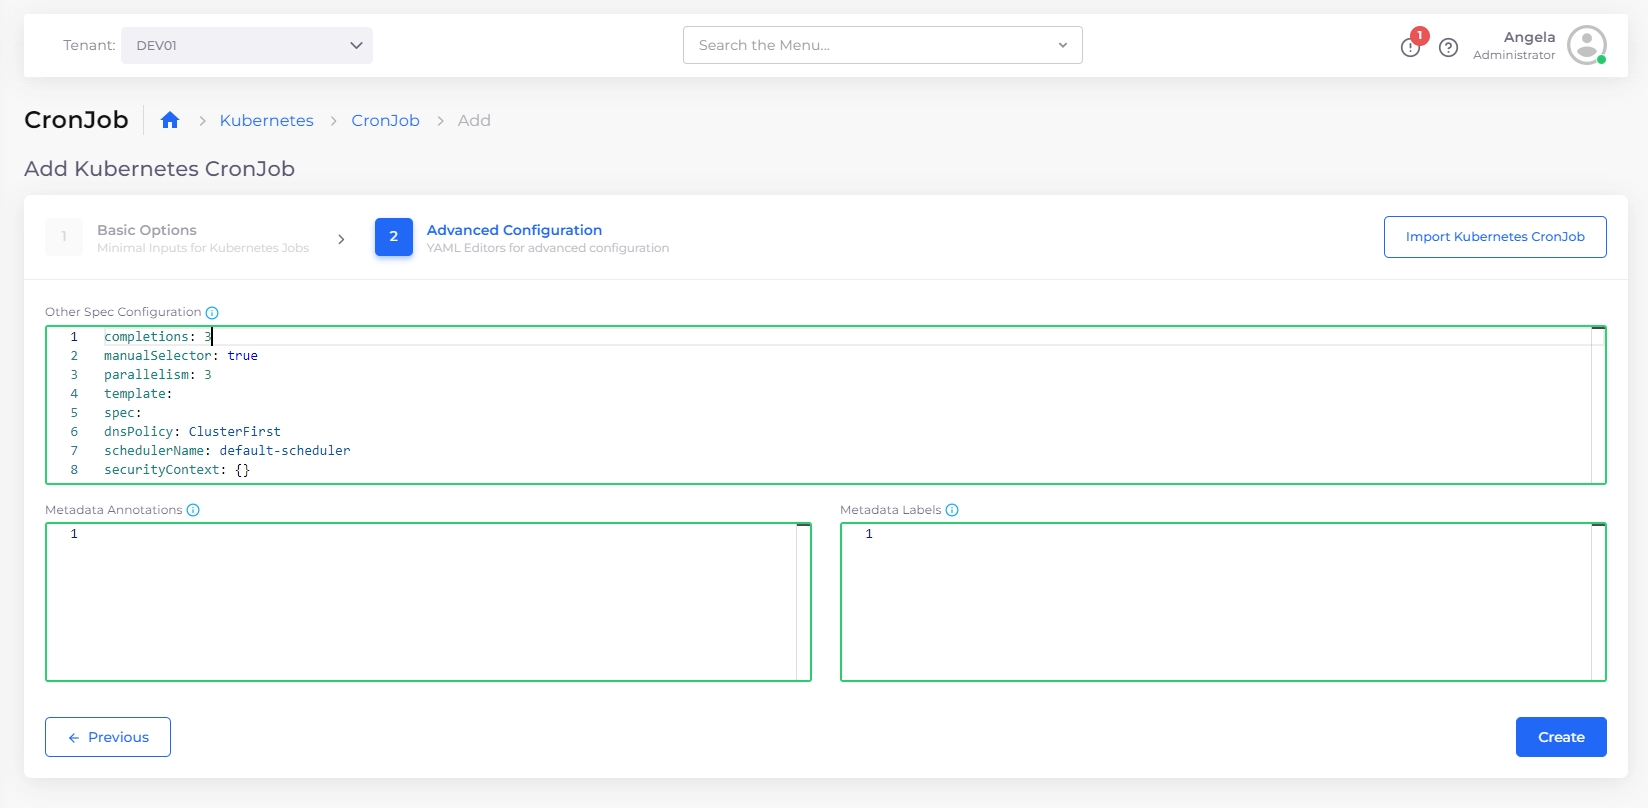 Tenant: DEV01 Search the Menu... 1 Angela
Administrator
CronJob Kubernetes CronJob Add
Add Kubernetes CronJob
1 Basic Options
Minimal Inputs for Kubernetes Jobs
2 Advanced Configuration
YAML Editors for advanced configuration
Import Kubernetes CronJob
Other Spec Configuration
1 completions: 3
2 manualSelector: true
3 parallelism: 3
4 template:
5 spec:
6 dnsPolicy: ClusterFirst
7 schedulerName: default-scheduler
8 securityContext: {}
Metadata Annotations
1
Metadata Labels
1
Previous
Create